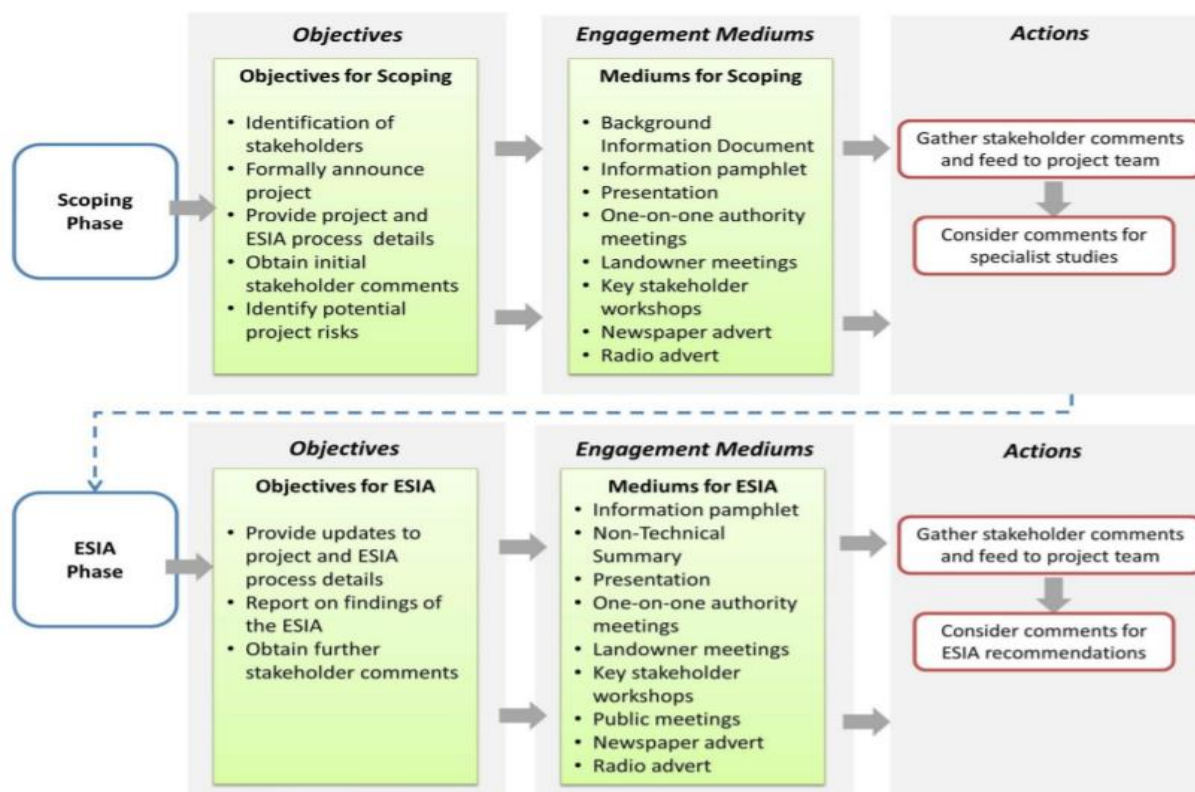 Objectives
Engagement Mediums
Actions
Scoping
Phase
Objectives for Scoping
• Identification of
stakeholders
• Formally announce
project
• Provide project and
ESIA process details
• Obtain initial
stakeholder comments
• Identify potential
project risks
Mediums for Scoping
• Background
Information Document
• Information pamphlet
• Presentation
• One-on-one authority
meetings
• Landowner meetings
• Key stakeholder
workshops
• Newspaper advert
• Radio advert
Gather stakeholder comments
and feed to project team
Consider comments for
specialist studies
Objectives
Engagement Mediums
Actions
ESIA
Phase
Objectives for ESIA
• Provide updates to
project and ESIA
process details
• Report on findings of
the ESIA
• Obtain further
stakeholder comments
Mediums for ESIA
• Information pamphlet
• Non-Technical
Summary
• Presentation
• One-on-one authority
meetings
• Landowner meetings
• Key stakeholder
workshops
• Public meetings
• Newspaper advert
• Radio advert
Gather stakeholder comments
and feed to project team
Consider comments for
ESIA recommendations